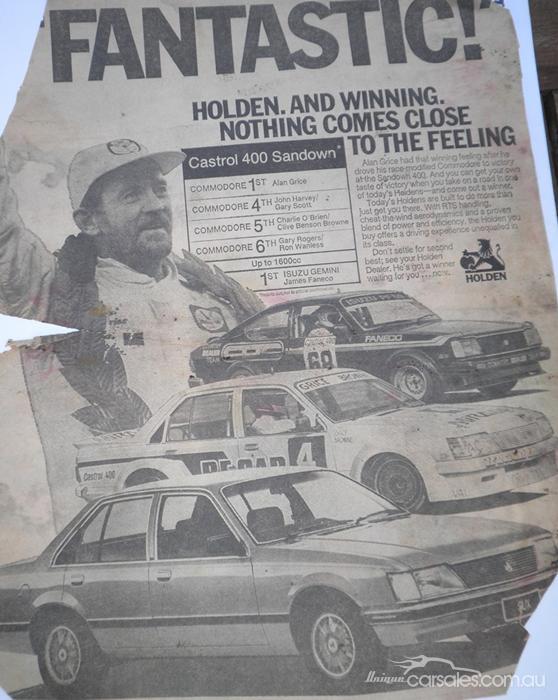 "FANTASTIC!"
HOLDEN. AND WINNING.
NOTHING COMES CLOSE
TO THE FEELING
Castrol 400 Sandown*
COMMODORE 1ST Alan Grice
COMMODORE 4TH John Harvey/
Gary Scott
COMMODORE 5TH Charlie O'Brien/
Clive Benson Browne
COMMODORE 6TH Gary Rogers/
Ron Wanless
Up to 1600cc
1ST ISUZU GEMINI
James Faneco
Alan Grice had that winning feeling after he
drove his race-modified Commodore to victory
at the Sandown 400. And you can get your own
taste of victory when you take on a road in one
of today's Holdens—and come out a winner.
Today's Holdens are built to do more than
just get you there. With RTS handling,
cheat-the-wind aerodynamics and a proven
blend of power and efficiency, the Holden you
buy offers a driving experience unequalled in
its class.
Don't settle for second
best; see your Holden
Dealer. He's got a winner
waiting for you ... now.
HOLDEN
DEALER
TEAM
69
FANECO
GRICE
Castrol 400
4
Unique
carsales.com.au